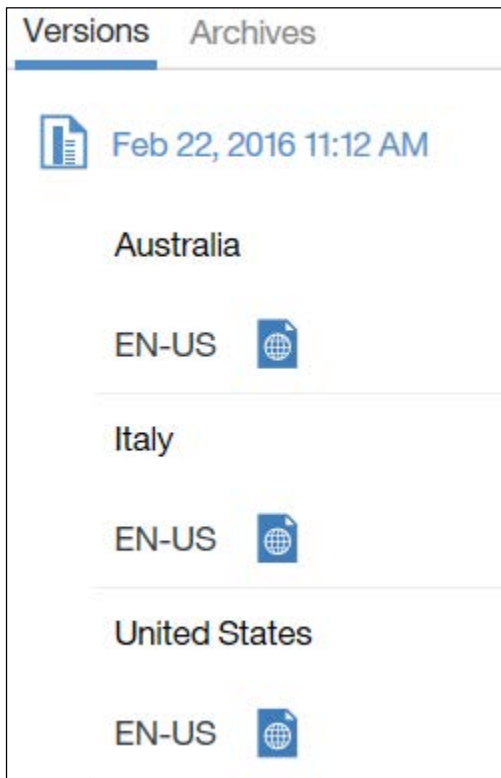 Versions Archives
Feb 22, 2016 11:12 AM
Australia
EN-US
Italy
EN-US
United States
EN-US